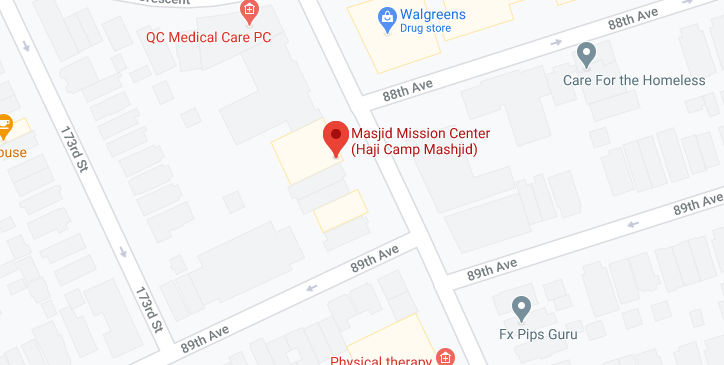 Crescent
Walgreens
Drug store
QC Medical Care PC
88th Ave
Care For the Homeless
88th Ave
Masjid Mission Center
(Haji Camp Mashjid)
173rd St
89th Ave
89th Ave
89th Ave
173rd St
89th Ave
Fx Pips Guru
Physical therapy